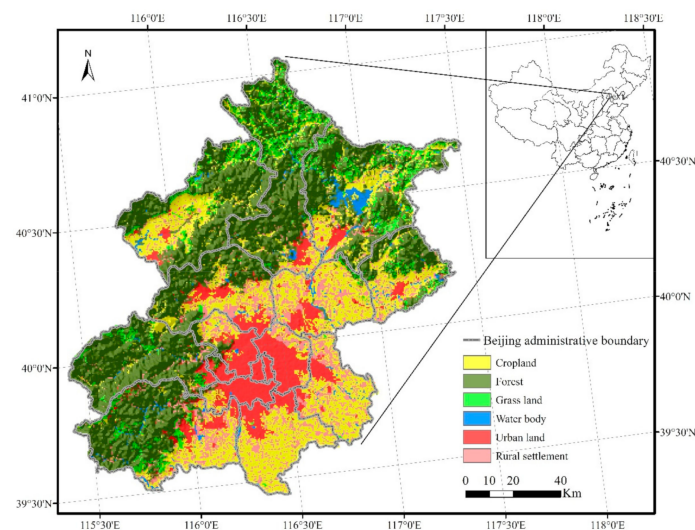 116°0'E 116°30'E 117°0'E 117°30'E 118°0'E 118°30'E
N
41°0'N
40°30'N
40°30'N
40°0'N
40°0'N
Beijing administrative boundary
Cropland
Forest
Grass land
Water body
39°30'N
Urban land
Rural settlement
0 10 20 40
Km
39°30'N
115°30'E 116°0'E 116°30'E 117°0'E 117°30'E 118°0'E